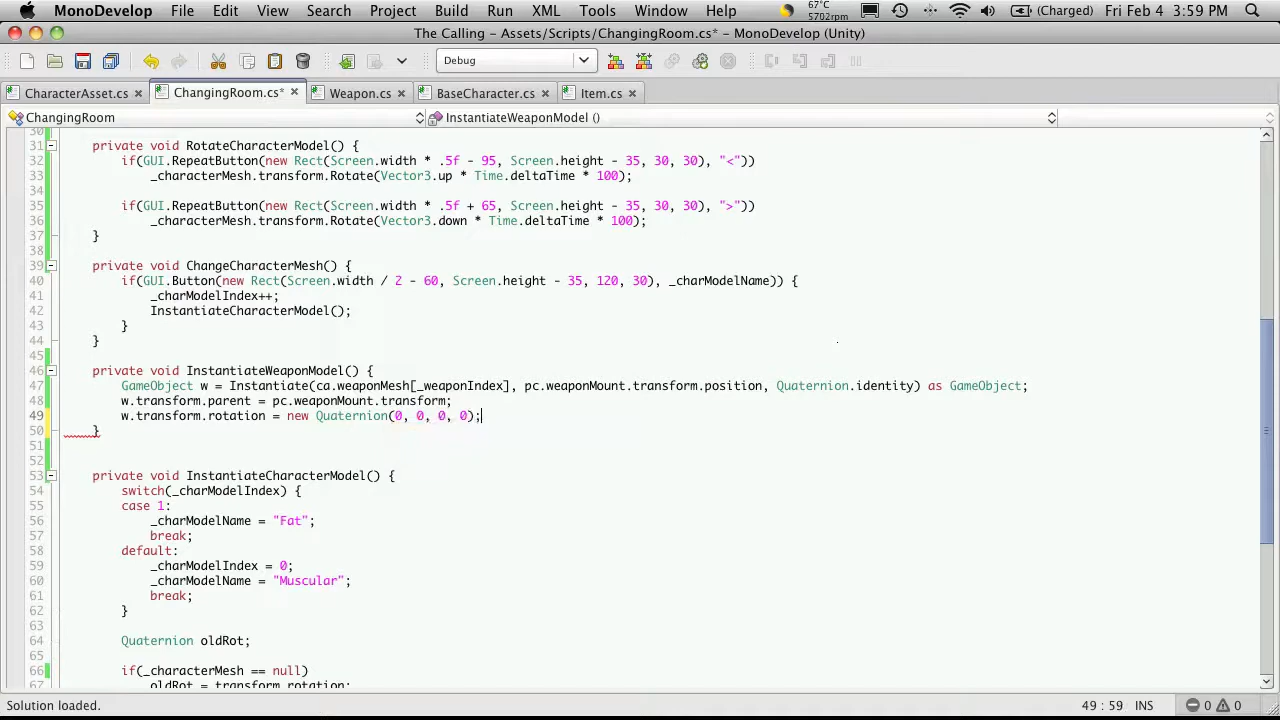 MonoDevelop File Edit View Search Project Run XML Tools Window Help 67°C 5702rpm (Charged) Fri Feb 4 3:59 PM
The Calling - Assets/Scripts/ChangingRoom.cs* - MonoDevelop (Unity)
Debug
CharacterAsset.cs × ChangingRoom.cs* × Weapon.cs × BaseCharacter.cs × Item.cs ×
ChangingRoom InstantiateWeaponModel ()
30
31 private void RotateCharacterModel() {
32 if(GUI.RepeatButton(new Rect(Screen.width * .5f - 95, Screen.height - 35, 30, 30), "<"))
33 _characterMesh.transform.Rotate(Vector3.up * Time.deltaTime * 100);
34
35 if(GUI.RepeatButton(new Rect(Screen.width * .5f + 65, Screen.height - 35, 30, 30), ">"))
36 _characterMesh.transform.Rotate(Vector3.down * Time.deltaTime * 100);
37 }
38
39 private void ChangeCharacterMesh() {
40 if(GUI.Button(new Rect(Screen.width / 2 - 60, Screen.height - 35, 120, 30), _charModelName)) {
41 _charModelIndex++;
42 InstantiateCharacterModel();
43 }
44 }
45
46 private void InstantiateWeaponModel() {
47 GameObject w = Instantiate(ca.weaponMesh[_weaponIndex], pc.weaponMount.transform.position, Quaternion.identity) as GameObject;
48 w.transform.parent = pc.weaponMount.transform;
49 w.transform.rotation = new Quaternion(0, 0, 0, 0);
50 }
51
52
53 private void InstantiateCharacterModel() {
54 switch(_charModelIndex) {
55 case 1:
56 _charModelName = "Fat";
57 break;
58 default:
59 _charModelIndex = 0;
60 _charModelName = "Muscular";
61 break;
62 }
63
64 Quaternion oldRot;
65
66 if(_characterMesh == null)
67 oldRot = transform.rotation;
Solution loaded. 49 : 59 INS 0 0